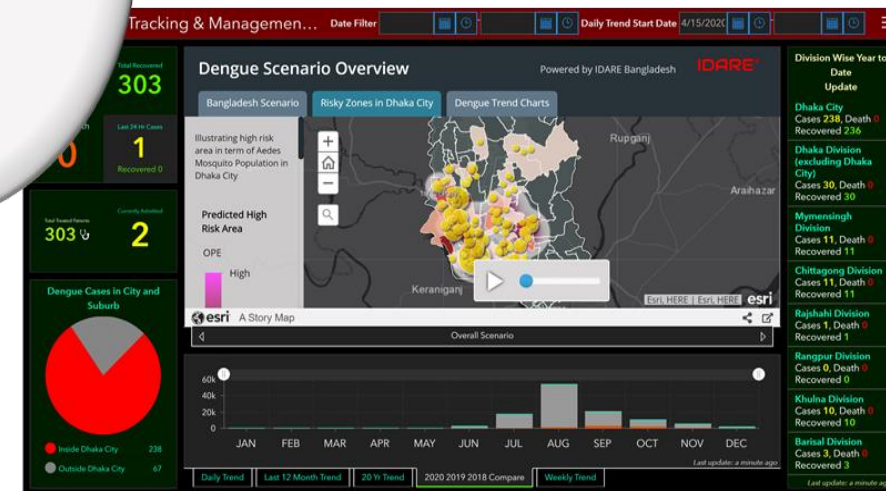 Tracking & Managemen...
Date Filter
-
Daily Trend Start Date 4/15/202
-
Total Recovered
303
0
Last 24 Hr Cases
1
Recovered 0
Total Treated Patients
303
Currently Admitted
2
Dengue Cases in City and
Suburb
Inside Dhaka City 238
Outside Dhaka City 67
Dengue Scenario Overview
Powered by IDARE Bangladesh
IDARE
Bangladesh Scenario
Risky Zones in Dhaka City
Dengue Trend Charts
Illustrating high risk
area in term of Aedes
Mosquito Population in
Dhaka City
Predicted High
Risk Area
OPE
High
+
−
Rupganj
Araihazar
Keraniganj
Esri, HERE | Esri, HERE
esri
esri A Story Map
Overall Scenario
60k
40k
20k
0
JAN FEB MAR APR MAY JUN JUL AUG SEP OCT NOV DEC
Last update: a minute ago
Daily Trend
Last 12 Month Trend
20 Yr Trend
2020 2019 2018 Compare
Weekly Trend
Division Wise Year to
Date
Update
Dhaka City
Cases 238, Death 0
Recovered 236
Dhaka Division
(excluding Dhaka
City)
Cases 30, Death 0
Recovered 30
Mymensingh
Division
Cases 11, Death 0
Recovered 11
Chittagong Division
Cases 11, Death 0
Recovered 11
Rajshahi Division
Cases 1, Death 0
Recovered 1
Rangpur Division
Cases 0, Death 0
Recovered 0
Khulna Division
Cases 10, Death 0
Recovered 10
Barisal Division
Cases 3, Death 0
Recovered 3
Last update: a minute ag